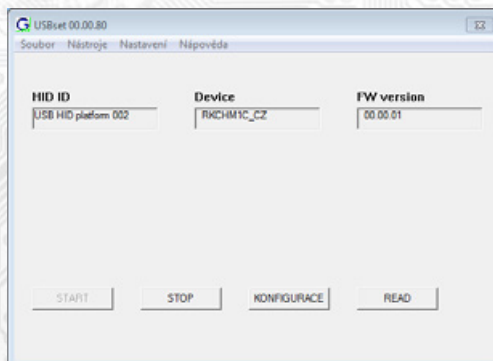 USBset 00.00.80
Soubor Nástroje Nastavení Nápověda
HID ID Device FW version
USB HID platform 002 RKCHM1C_CZ 00.00.01
START STOP KONFIGURACE READ